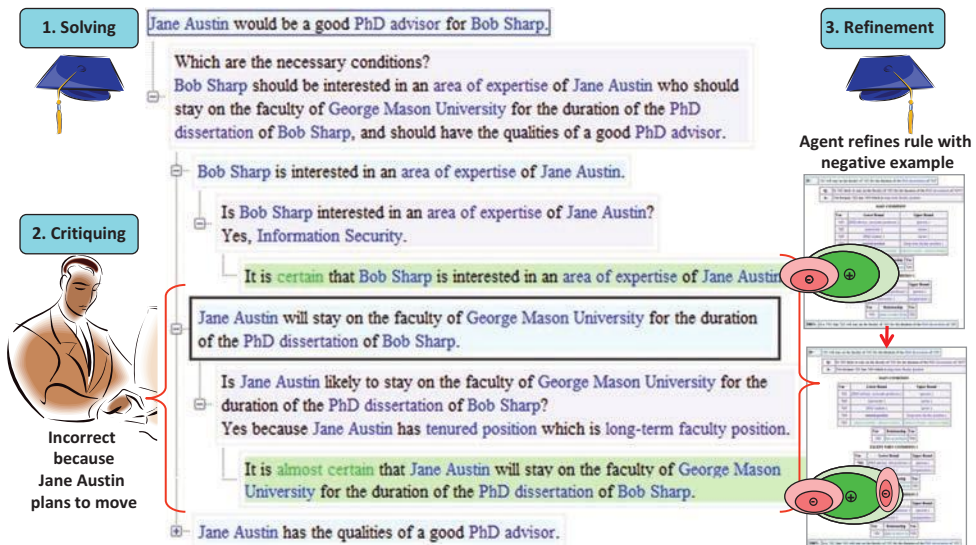 1. Solving
Jane Austin would be a good PhD advisor for Bob Sharp.
3. Refinement
Which are the necessary conditions?
Bob Sharp should be interested in an area of expertise of Jane Austin who should
stay on the faculty of George Mason University for the duration of the PhD
dissertation of Bob Sharp, and should have the qualities of a good PhD advisor.
Agent refines rule with
negative example
Bob Sharp is interested in an area of expertise of Jane Austin.
Is Bob Sharp interested in an area of expertise of Jane Austin?
Yes, Information Security.
2. Critiquing
It is certain that Bob Sharp is interested in an area of expertise of Jane Austin
Jane Austin will stay on the faculty of George Mason University for the duration
of the PhD dissertation of Bob Sharp.
Is Jane Austin likely to stay on the faculty of George Mason University for the
duration of the PhD dissertation of Bob Sharp?
Yes because Jane Austin has tenured position which is long-term faculty position.
Incorrect
because
Jane Austin
plans to move
It is almost certain that Jane Austin will stay on the faculty of George Mason
University for the duration of the PhD dissertation of Bob Sharp.
Jane Austin has the qualities of a good PhD advisor.